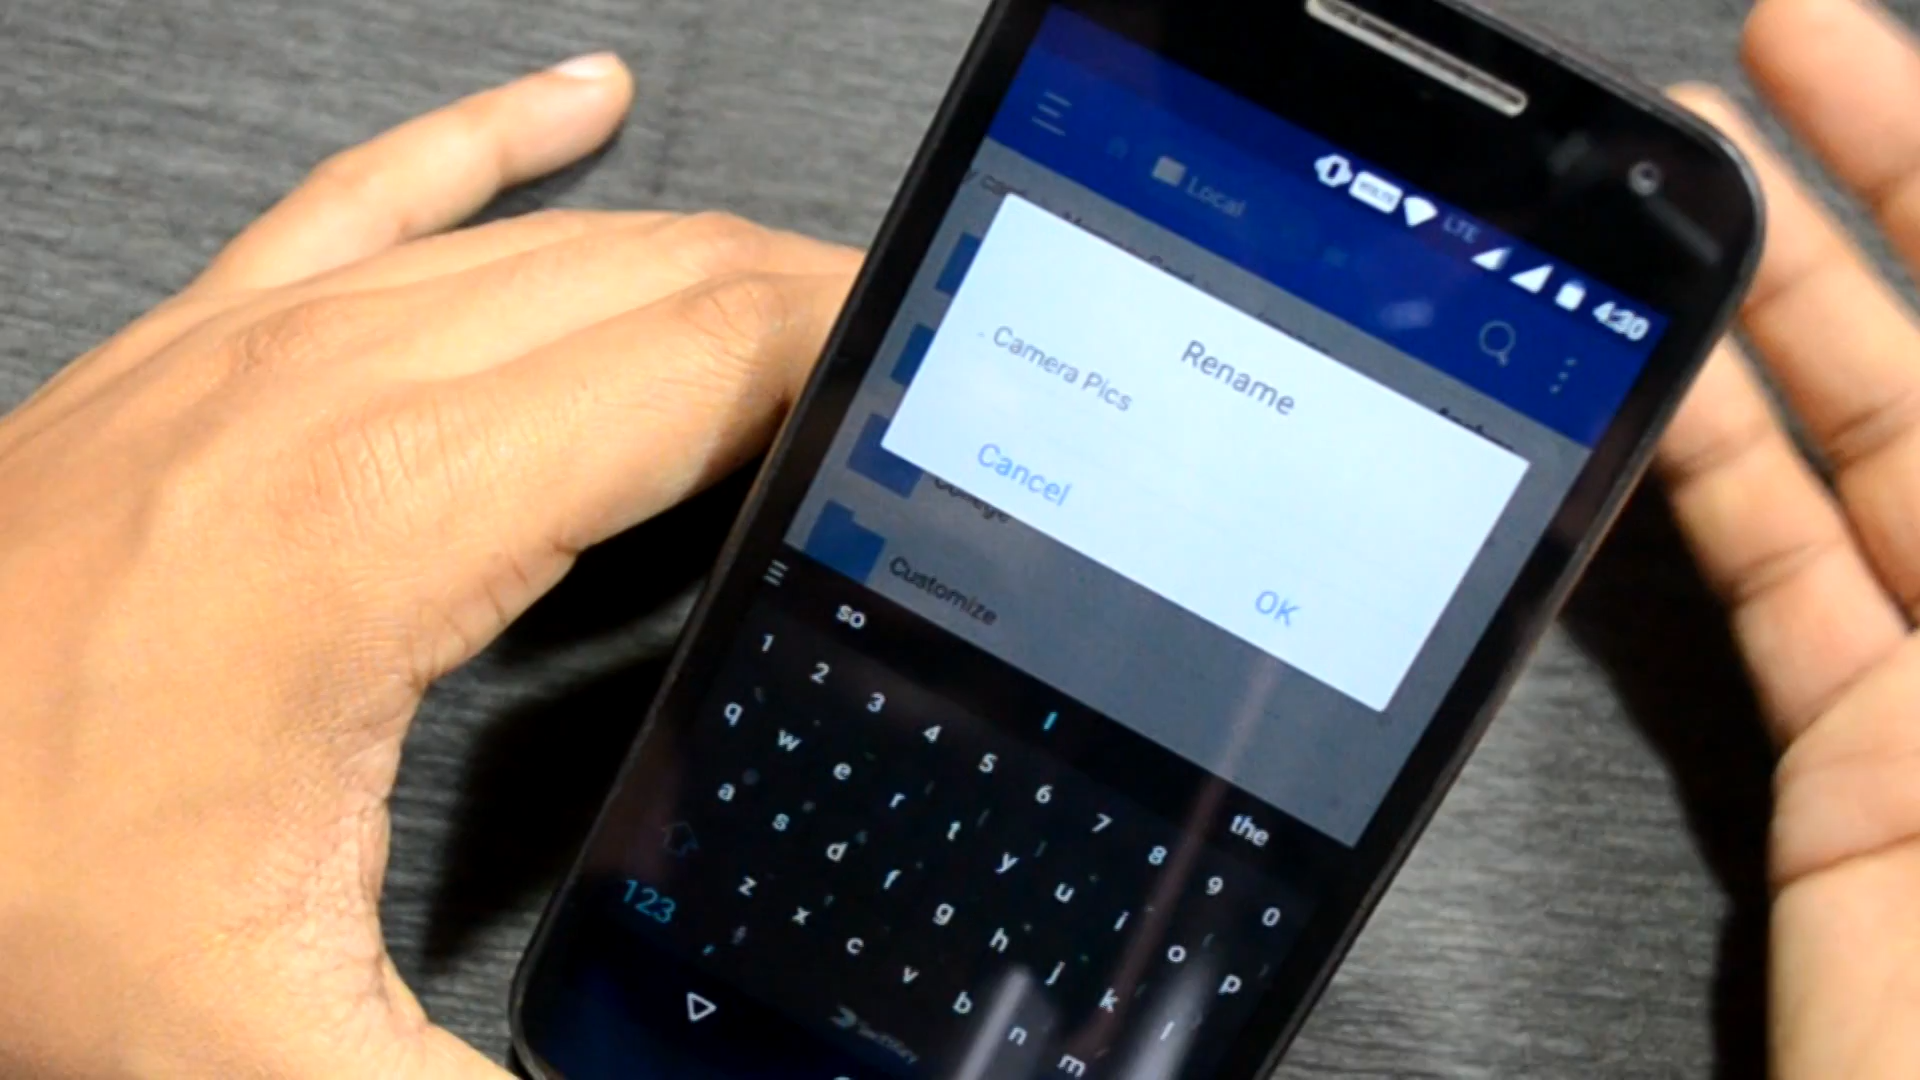 LTE 4:30
Local
Rename
Camera Pics
Cancel
OK
College
Customize
so I the
1 2 3 4 5 6 7 8 9 0
q w e r t y u i o p
a s d f g h j k l
z x c v b n m
123 ,